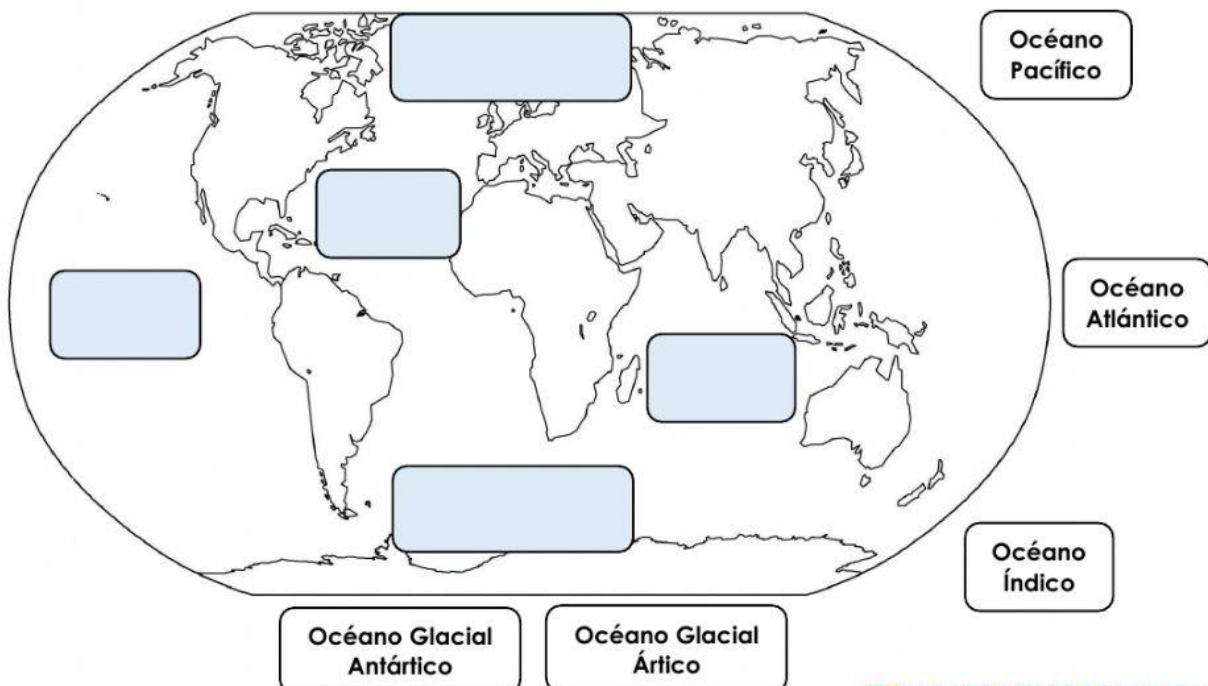 Océano
Pacífico
Océano
Atlántico
Océano
Índico
Océano Glacial
Antártico
Océano Glacial
Ártico